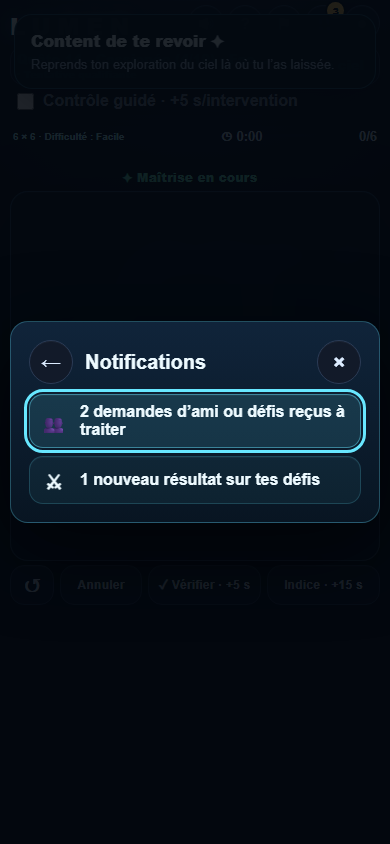 Content de te revoir ✦
Reprends ton exploration du ciel là où tu l'as laissée.
Contrôle guidé · +5 s/intervention
6 × 6 · Difficulté : Facile
◷ 0:00
0/6
✦ Maîtrise en cours
← Notifications ×
2 demandes d’ami ou défis reçus à
traiter
1 nouveau résultat sur tes défis
↺ Annuler ✓ Vérifier · +5 s Indice · +15 s